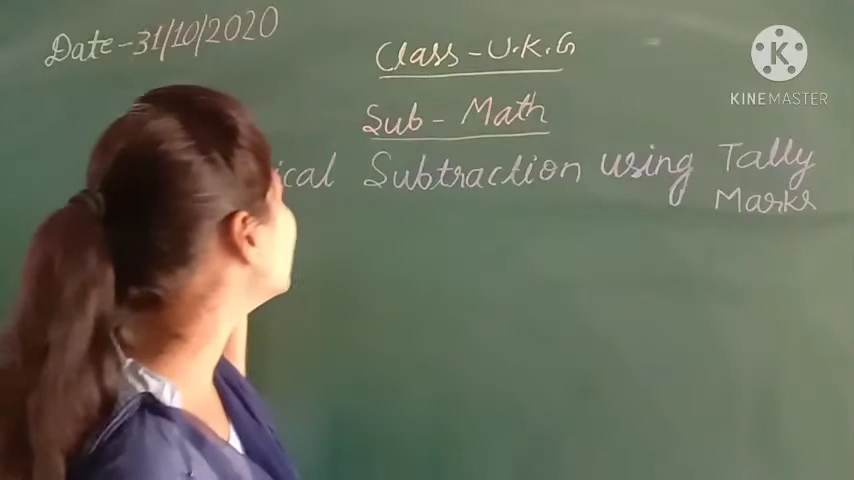 Date-31/10/2020
Class-U.K.G
Sub- Math
Subtraction using Tally
Marks
K
KINEMASTER